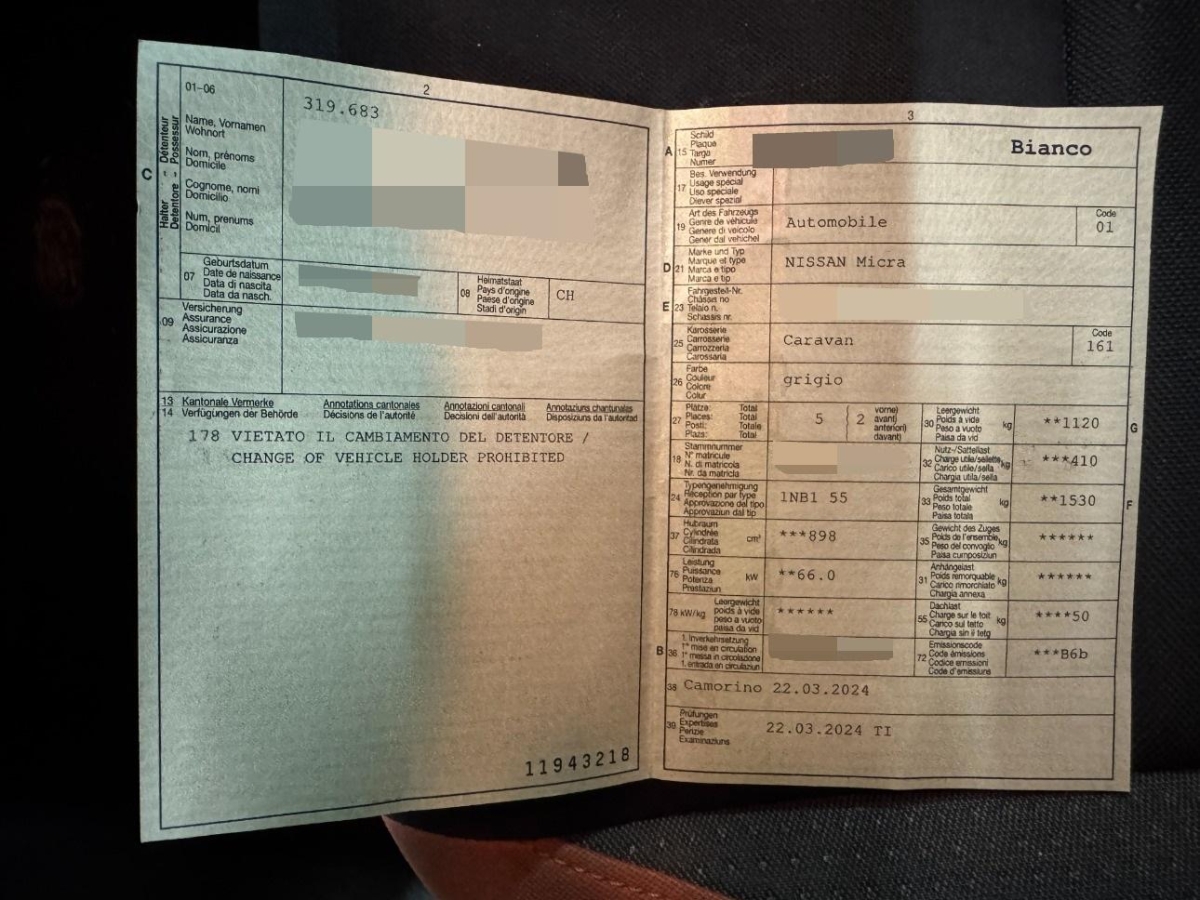 2
01-06
319.683
C
Halter - Détenteur
Detentore - Possessur
Name, Vornamen
Wohnort
Nom, prénoms
Domicile
Cognome, nomi
Domicilio
Num, prenums
Domicil
07
Geburtsdatum
Date de naissance
Data di nascita
Data da nasch.
08
Heimatstaat
Pays d'origine
Paese d'origine
Stadi d'origin
CH
09
Versicherung
Assurance
Assicurazione
Assicuranza
13 Kantonale Vermerke Annotations cantonales Annotazioni cantonali Annotaziuns chantunalas
14 Verfügungen der Behörde Décisions de l'autorité Decisioni dell'autorità Disposiziuns da l'autoritad
178 VIETATO IL CAMBIAMENTO DEL DETENTORE /
CHANGE OF VEHICLE HOLDER PROHIBITED
11943218
3
A 15
Schild
Plaque
Targa
Numer
Bianco
17
Bes. Verwendung
Usage spécial
Uso speciale
Diever spezial
19
Art des Fahrzeugs
Genre de véhicule
Genere di veicolo
Gener dal vehichel
Automobile
Code
01
D 21
Marke und Typ
Marque et type
Marca e tipo
Marca e tip
NISSAN Micra
E 23
Fahrgestell-Nr.
Châssis no
Telaio n.
Schassis nr.
25
Karosserie
Carrosserie
Carrozzeria
Carossaria
Caravan
Code
161
26
Farbe
Couleur
Colore
Colur
grigio
27
Plätze: Total
Places: Total
Posti: Totale
Plazs: Total
5
2
vorne)
avant)
anteriori)
davant)
30
Leergewicht
Poids à vide
Peso a vuoto
Paisa da vid
kg
**1120
G
18
Stammnummer
N° matricule
N. di matricola
Nr. da matricla
32
Nutz-/Sattellast
Charge utile/sellette
Carico utile/sella
Chargia utila/sella
kg
***410
24
Typengenehmigung
Réception par type
Approvazione del tipo
Approvaziun dal tip
1NB1 55
33
Gesamtgewicht
Poids total
Peso totale
Paisa totala
kg
**1530
F
37
Hubraum
Cylindrée
Cilindrata
Cilindrada
cm³
***898
35
Gewicht des Zuges
Poids de l'ensemble
Peso del convoglio
Paisa cumposiziun
kg
******
76
Leistung
Puissance
Potenza
Prestaziun
kW
**66.0
31
Anhängelast
Poids remorquable
Carico rimorchiato
Chargia annexa
kg
******
78 kW/kg
Leergewicht
poids à vide
peso a vuoto
paisa da vid
******
55
Dachlast
Charge sur le toit
Carico sul tetto
Chargia sin il tetg
kg
****50
B 36
1. Inverkehrsetzung
1re mise en circulation
1a messa in circolazione
1. entrada en circulaziun
72
Emissionscode
Code émissions
Codice emissioni
Code d'emissiuns
***B6b
38 Camorino 22.03.2024
39
Prüfungen
Expertises
Perizie
Examinaziuns
22.03.2024 TI